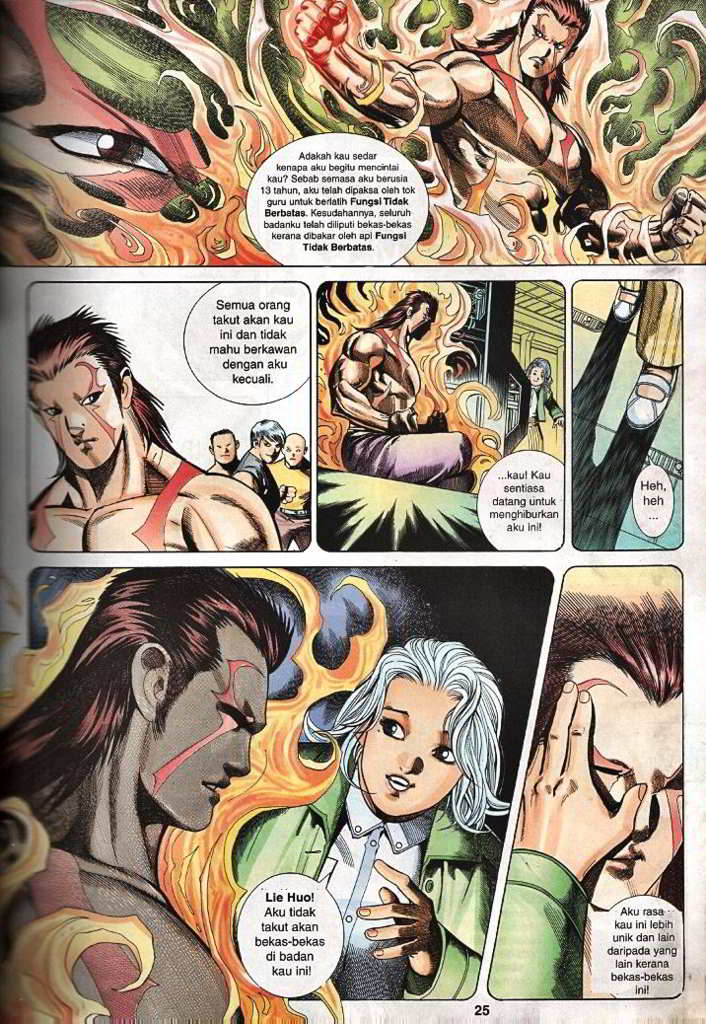 Adakah kau sedar
kenapa aku begitu mencintai
kau? Sebab semasa aku berusia
13 tahun, aku telah dipaksa oleh tok
guru untuk berlatih Fungsi Tidak
Berbatas. Kesudahannya, seluruh
badanku telah diliputi bekas-bekas
kerana dibakar oleh api Fungsi
Tidak Berbatas.
Semua orang
takut akan kau
ini dan tidak
mahu berkawan
dengan aku
kecuali.
...kau! Kau
sentiasa
datang untuk
menghiburkan
aku ini!
Heh,
heh
...
Lie Huo!
Aku tidak
takut akan
bekas-bekas
di badan
kau ini!
Aku rasa
kau ini lebih
unik dan lain
daripada yang
lain kerana
bekas-bekas
ini!
25